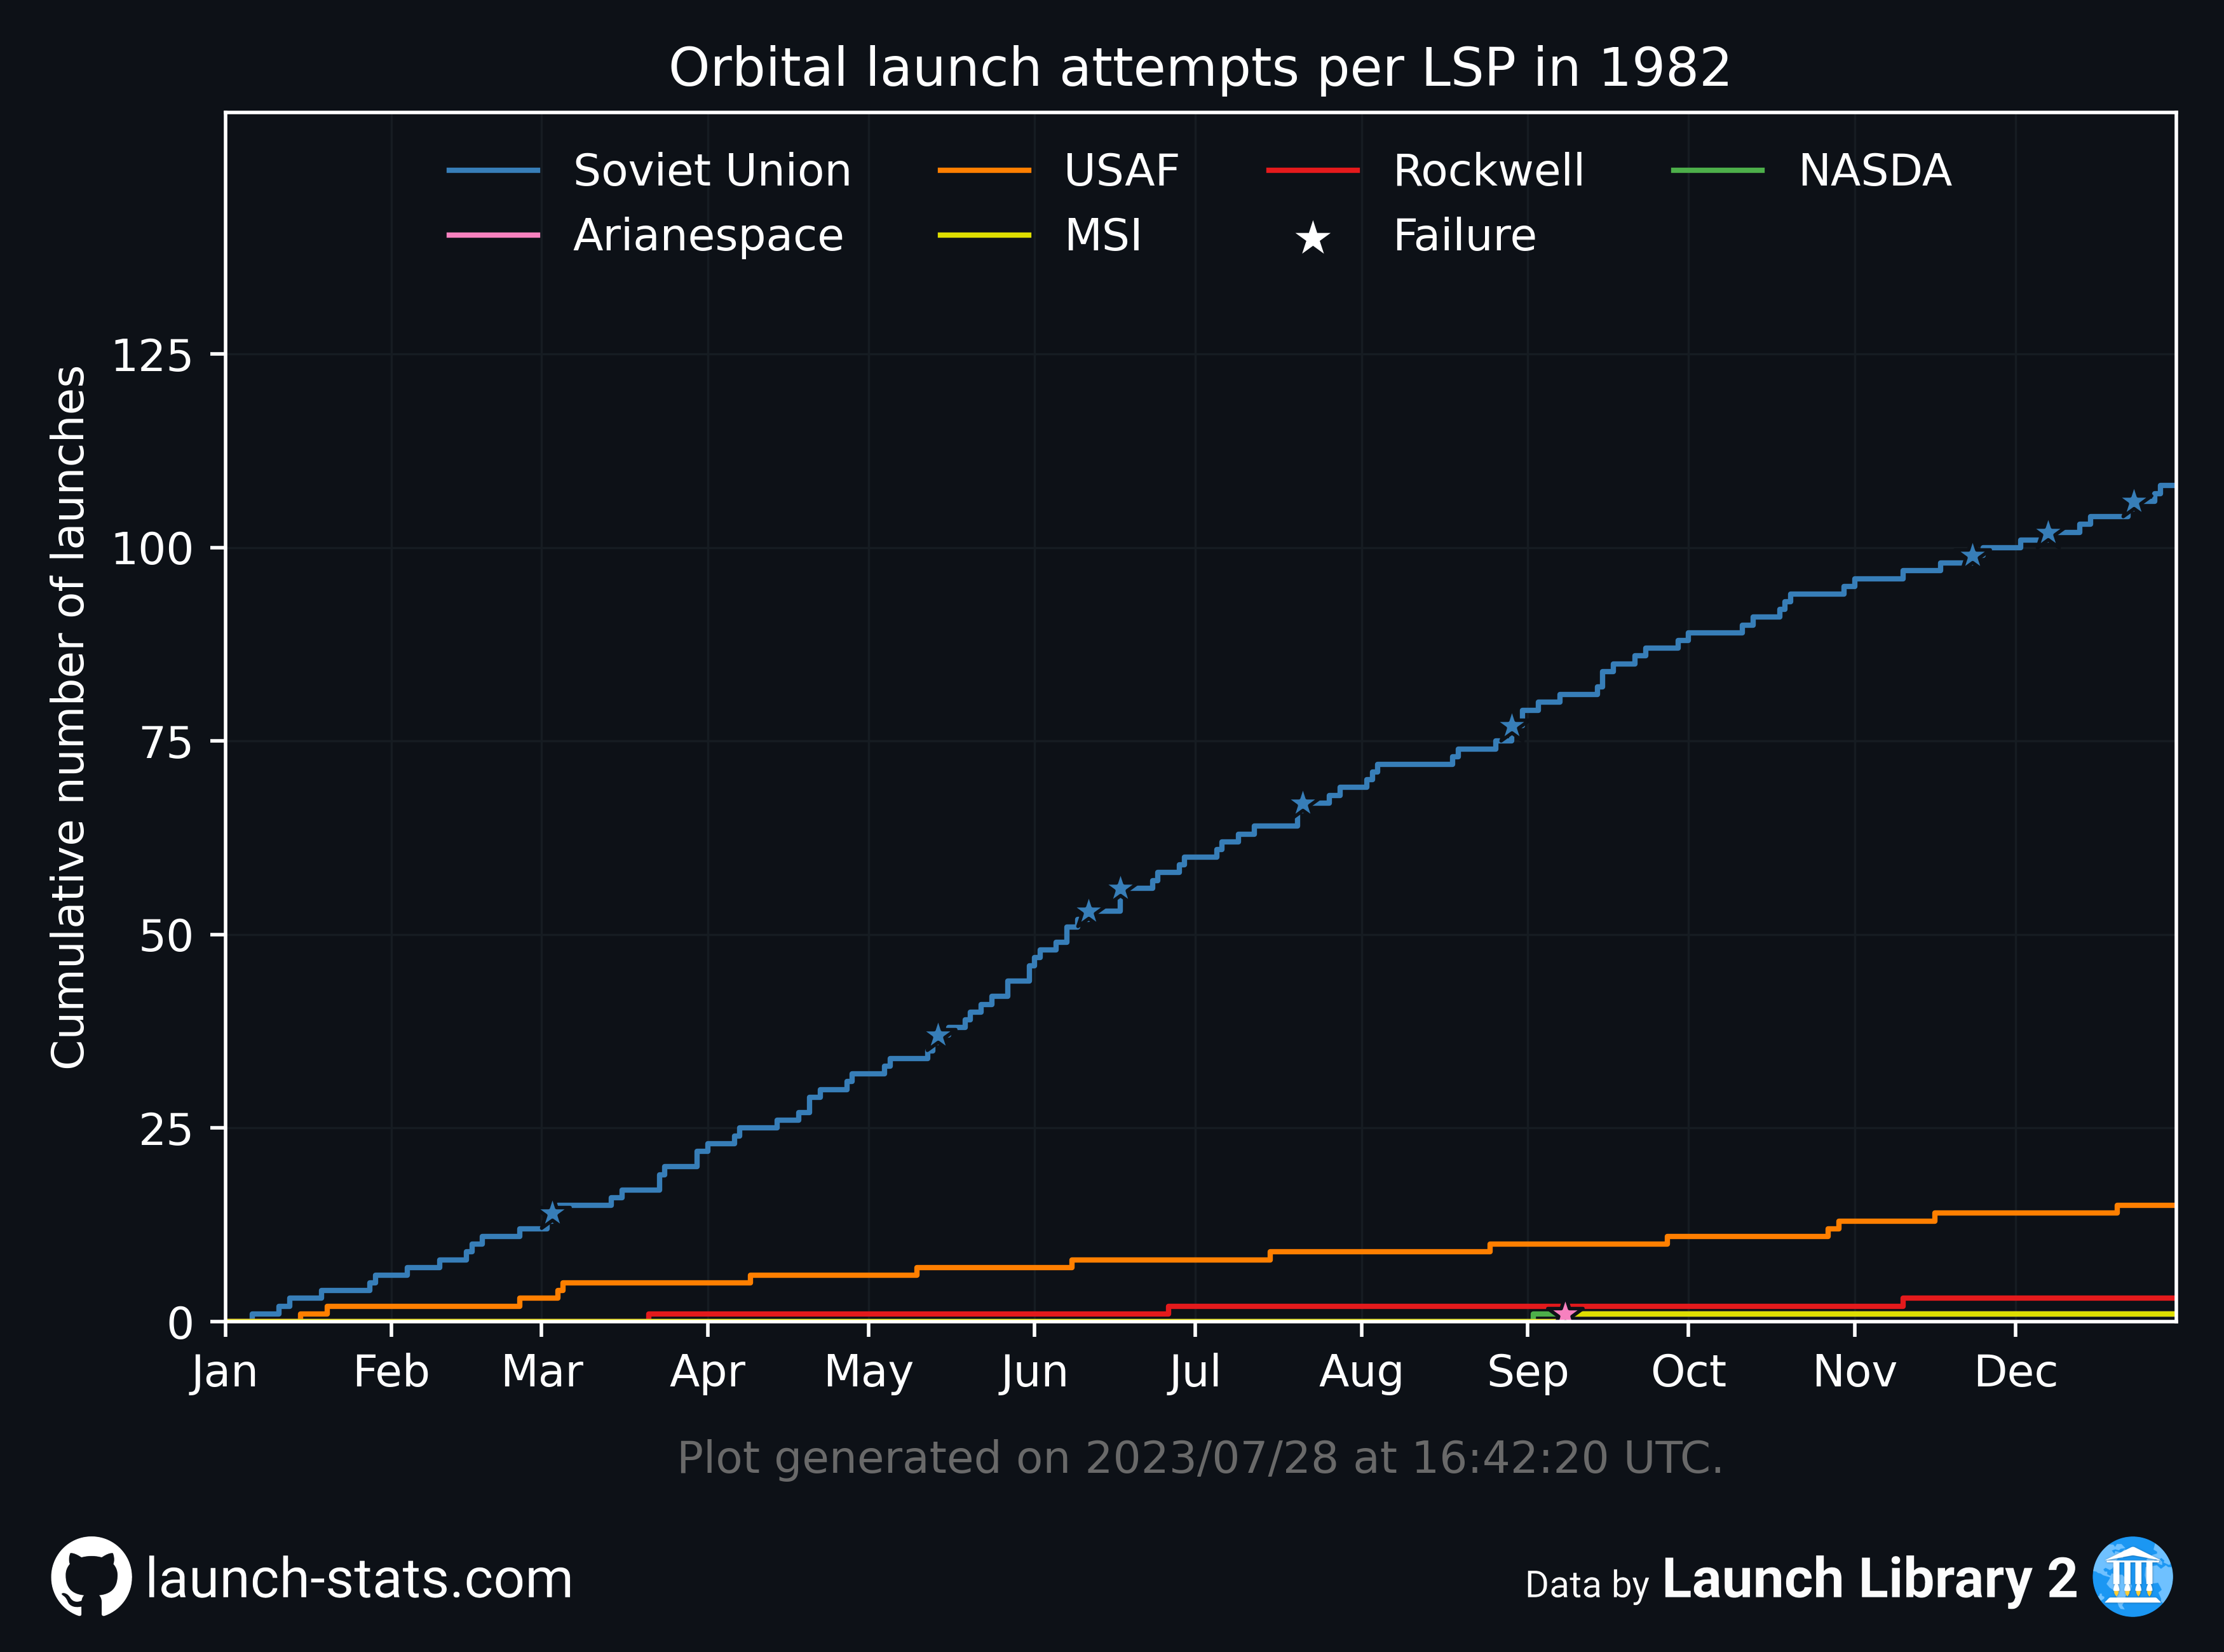 Orbital launch attempts per LSP in 1982
Soviet Union USAF Rockwell NASDA
Arianespace MSI Failure
Cumulative number of launches
125
100
75
50
25
0
Jan Feb Mar Apr May Jun Jul Aug Sep Oct Nov Dec
Plot generated on 2023/07/28 at 16:42:20 UTC.
launch-stats.com
Data by Launch Library 2